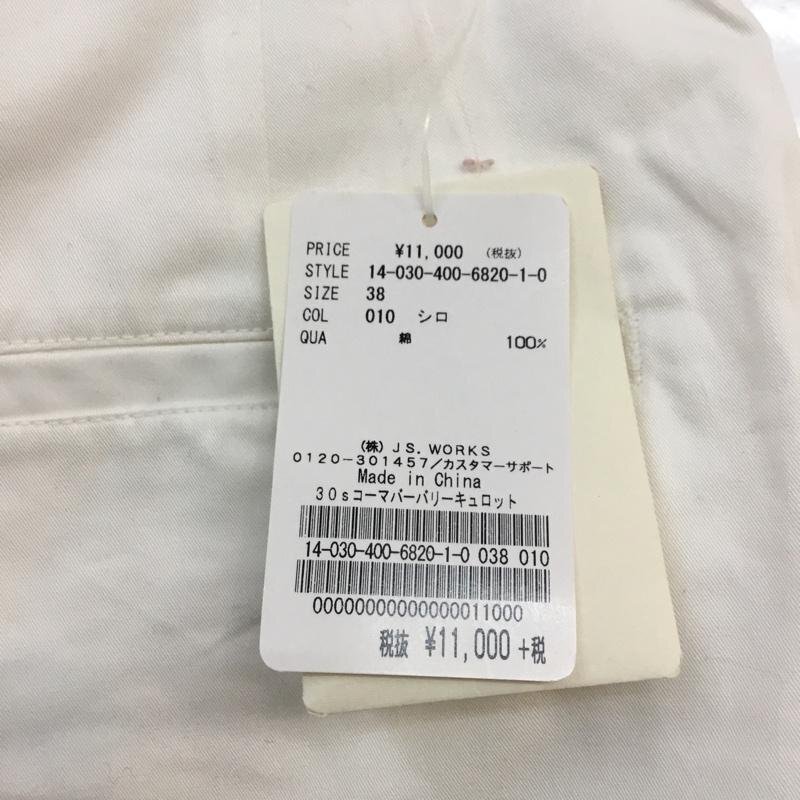 PRICE ¥11,000 (税抜)
STYLE 14-030-400-6820-1-0
SIZE 38
COL 010 シロ
QUA 綿 100%
(株)JS.WORKS
0120-301457/カスタマーサポート
Made in China
30sコーマバーバリーキュロット
14-030-400-6820-1-0 038 010
00000000000000011000
税抜 ¥11,000 +税